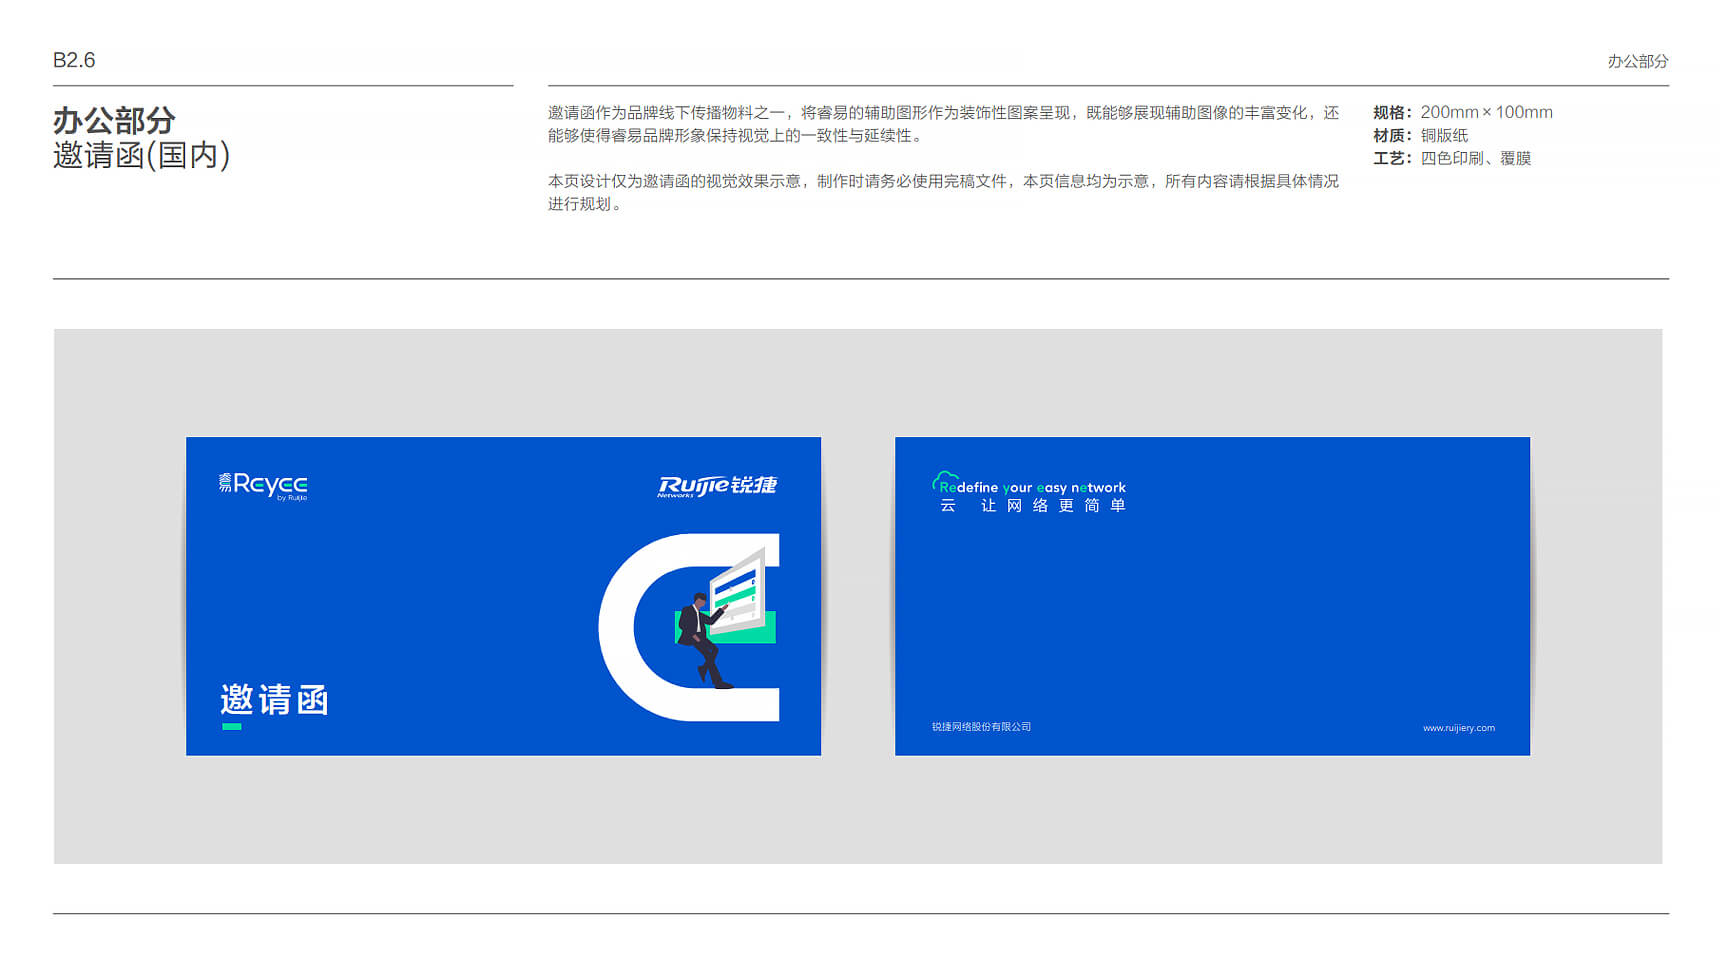 B2.6
办公部分
办公部分
邀请函(国内)
邀请函作为品牌线下传播物料之一，将睿易的辅助图形作为装饰性图案呈现，既能够展现辅助图像的丰富变化，还
能够使得睿易品牌形象保持视觉上的一致性与延续性。
本页设计仅为邀请函的视觉效果示意，制作时请务必使用完稿文件，本页信息均为示意，所有内容请根据具体情况
进行规划。
规格：200mm×100mm
材质：铜版纸
工艺：四色印刷、覆膜
睿易 Reyee
by Ruijie
Ruijie锐捷
Networks
邀请函
Redefine your easy network
云 让网络更简单
锐捷网络股份有限公司
www.ruijiery.com